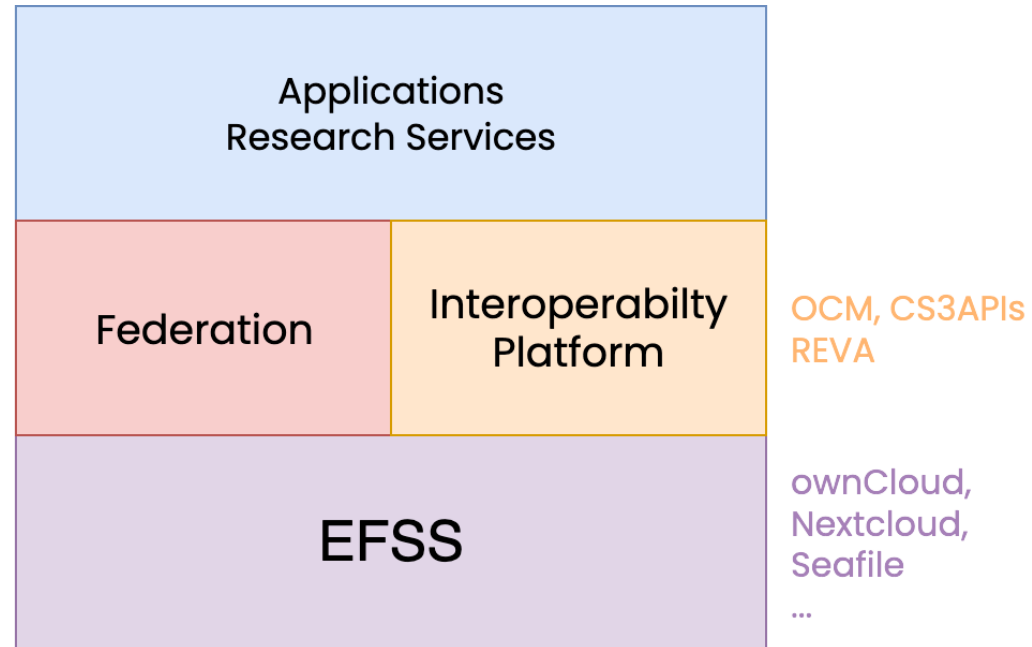 Applications
Research Services
Federation
Interoperabilty
Platform
OCM, CS3APIs
REVA
EFSS
ownCloud,
Nextcloud,
Seafile
...